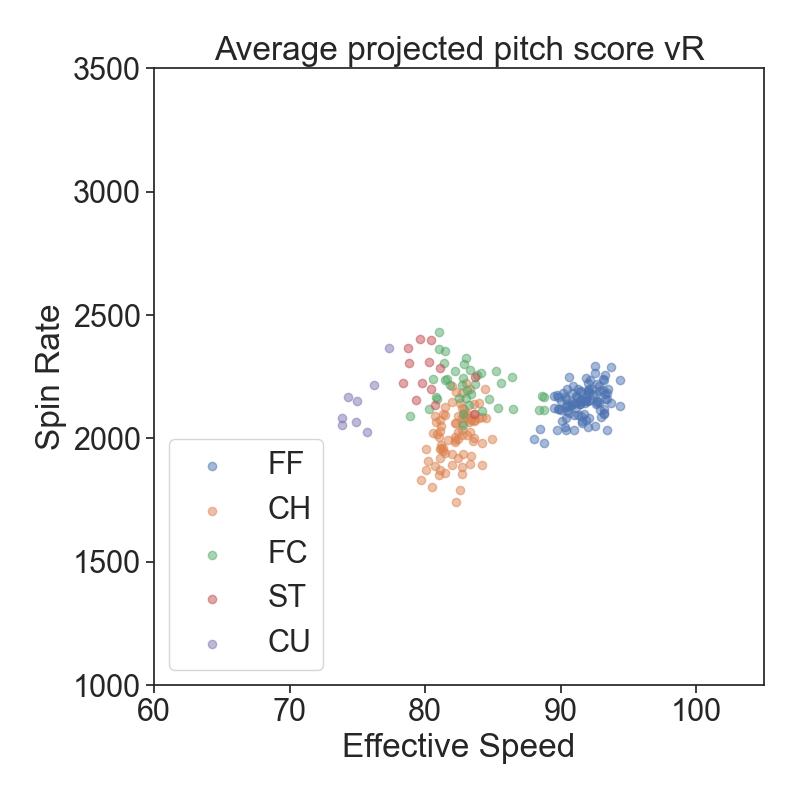 Average projected pitch score vR
3500
3000
2500
2000
1500
1000
Spin Rate
FF
CH
FC
ST
CU
60 70 80 90 100
Effective Speed